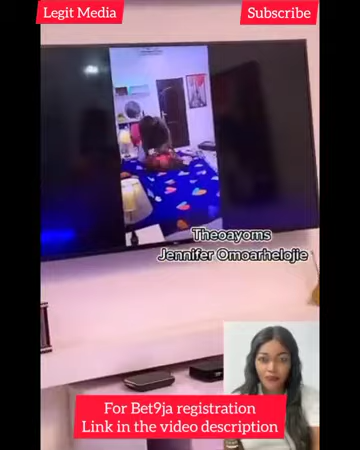 Legit Media
Subscribe
Theoayoms
Jennifer Omoarhelojie
For Bet9ja registration
Link in the video description